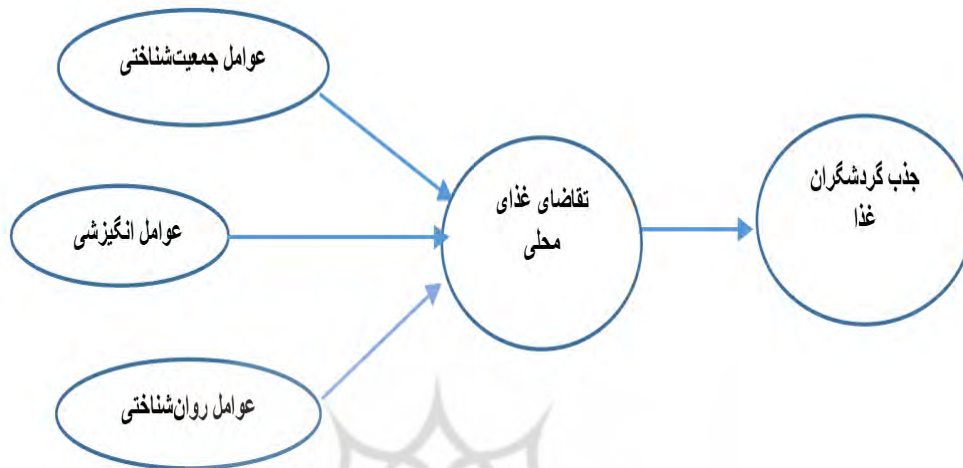 عوامل جمعیت‌شناختی
عوامل انگیزشی
عوامل روان‌شناختی
تقاضای غذای
محلی
جذب گردشگران
غذا